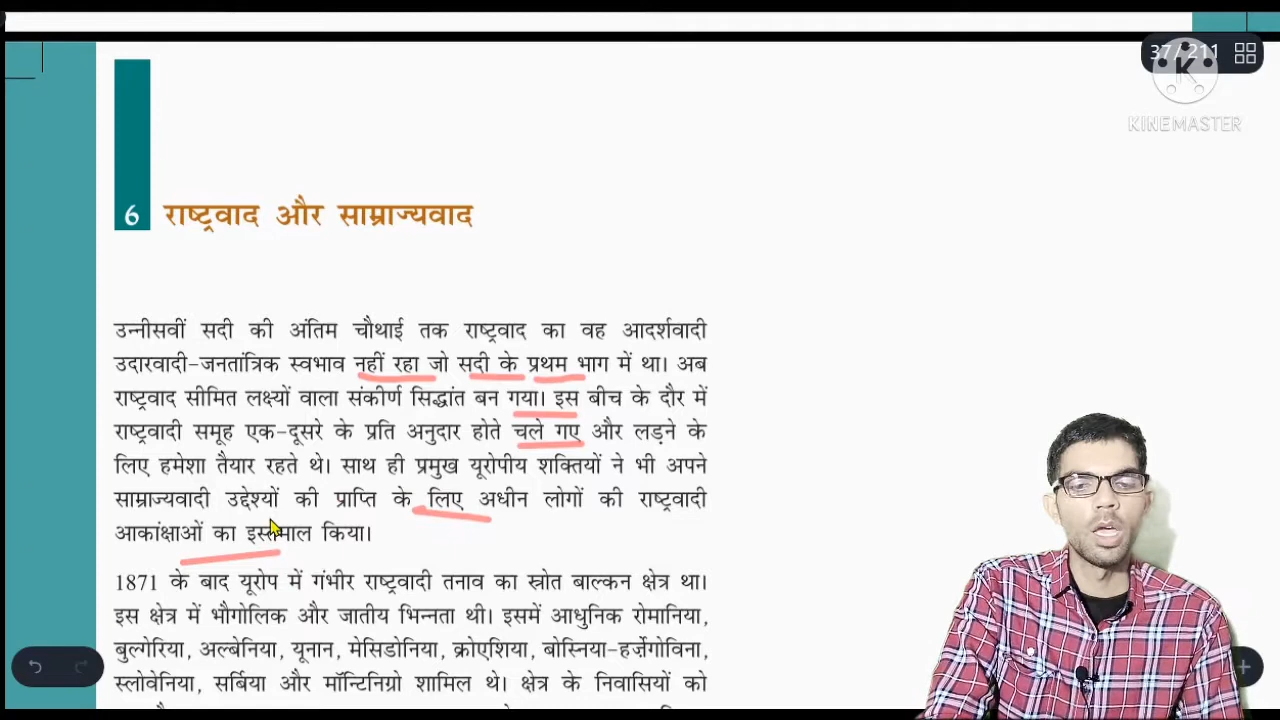 37/211
KINEMASTER
6 राष्ट्रवाद और साम्राज्यवाद
उन्नीसवीं सदी की अंतिम चौथाई तक राष्ट्रवाद का वह आदर्शवादी
उदारवादी-जनतांत्रिक स्वभाव नहीं रहा जो सदी के प्रथम भाग में था। अब
राष्ट्रवाद सीमित लक्ष्यों वाला संकीर्ण सिद्धांत बन गया। इस बीच के दौर में
राष्ट्रवादी समूह एक-दूसरे के प्रति अनुदार होते चले गए और लड़ने के
लिए हमेशा तैयार रहते थे। साथ ही प्रमुख यूरोपीय शक्तियों ने भी अपने
साम्राज्यवादी उद्देश्यों की प्राप्ति के लिए अधीन लोगों की राष्ट्रवादी
आकांक्षाओं का इस्तेमाल किया।
1871 के बाद यूरोप में गंभीर राष्ट्रवादी तनाव का स्रोत बाल्कन क्षेत्र था।
इस क्षेत्र में भौगोलिक और जातीय भिन्नता थी। इसमें आधुनिक रोमानिया,
बुल्गेरिया, अल्बेनिया, यूनान, मेसिडोनिया, क्रोएशिया, बोस्निया-हर्ज़ेगोविना,
स्लोवेनिया, सर्बिया और मॉन्टिनिग्रो शामिल थे। क्षेत्र के निवासियों को